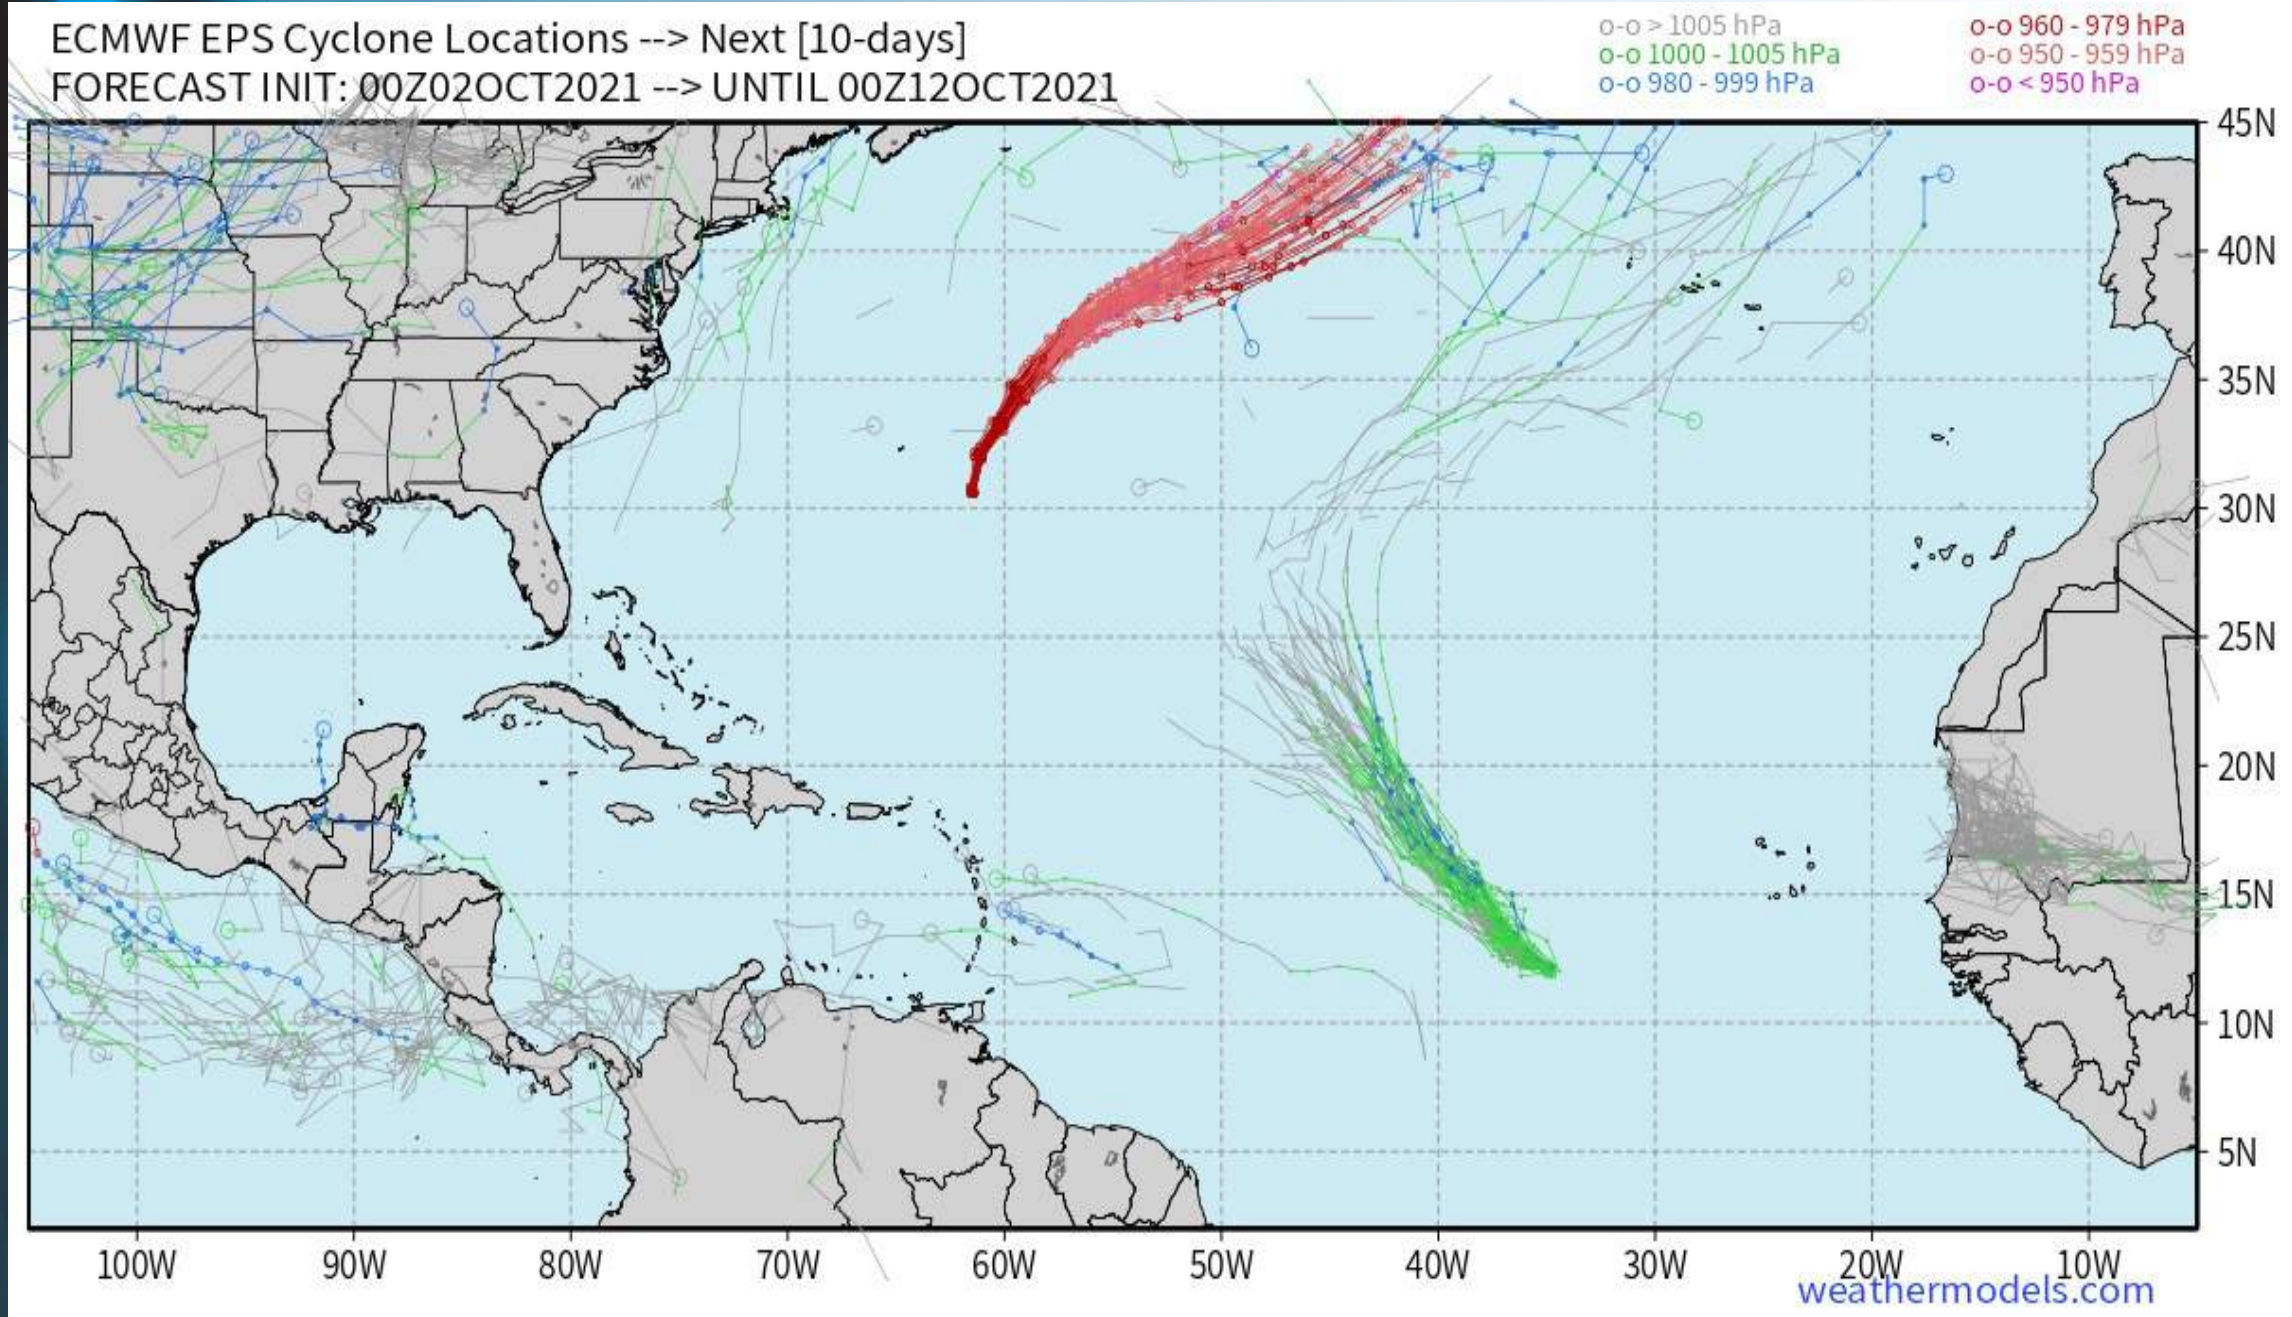 ECMWF EPS Cyclone Locations --> Next [10-days]
FORECAST INIT: 00Z02OCT2021 --> UNTIL 00Z12OCT2021
o-o > 1005 hPa
o-o 1000 - 1005 hPa
o-o 980 - 999 hPa
o-o 960 - 979 hPa
o-o 950 - 959 hPa
o-o < 950 hPa
45N
40N
35N
30N
25N
20N
15N
10N
5N
100W 90W 80W 70W 60W 50W 40W 30W 20W 10W
weathermodels.com